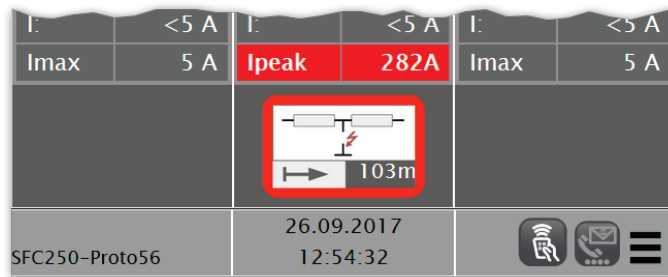 I: <5 A I: <5 A I: <5 A
Imax 5 A Ipeak 282A Imax 5 A
103m
26.09.2017
SFC250-Proto56 12:54:32